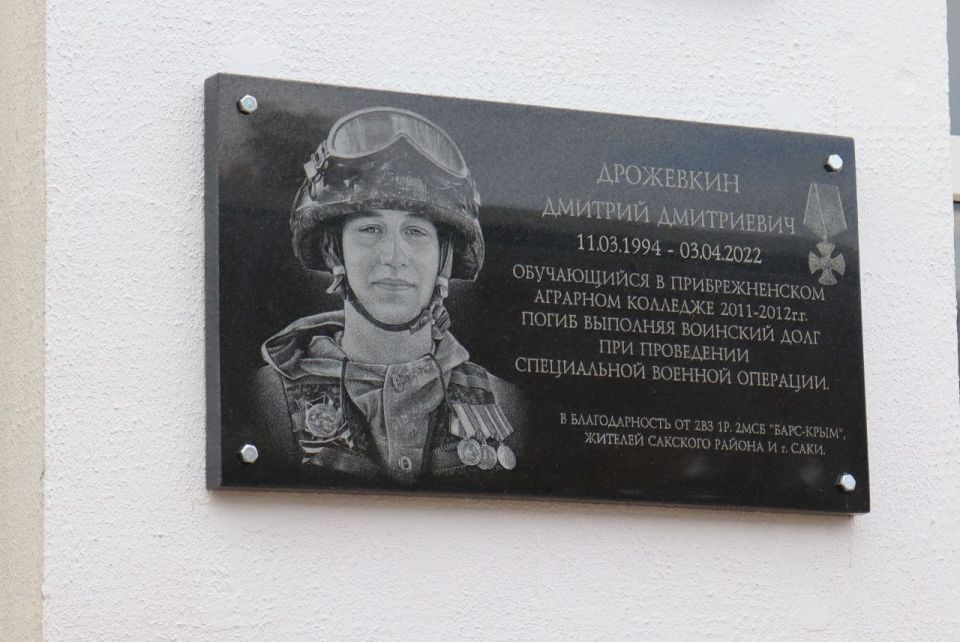 ДРОЖЕВКИН
ДМИТРИЙ ДМИТРИЕВИЧ
11.03.1994 - 03.04.2022
ОБУЧАЮЩИЙСЯ В ПРИБРЕЖНЕНСКОМ
АГРАРНОМ КОЛЛЕДЖЕ 2011-2012г.г.
ПОГИБ ВЫПОЛНЯЯ ВОИНСКИЙ ДОЛГ
ПРИ ПРОВЕДЕНИИ
СПЕЦИАЛЬНОЙ ВОЕННОЙ ОПЕРАЦИИ.
В БЛАГОДАРНОСТЬ ОТ 2ВЗ 1Р. 2МСБ "БАРС-КРЫМ",
ЖИТЕЛЕЙ САКСКОГО РАЙОНА И г. САКИ.